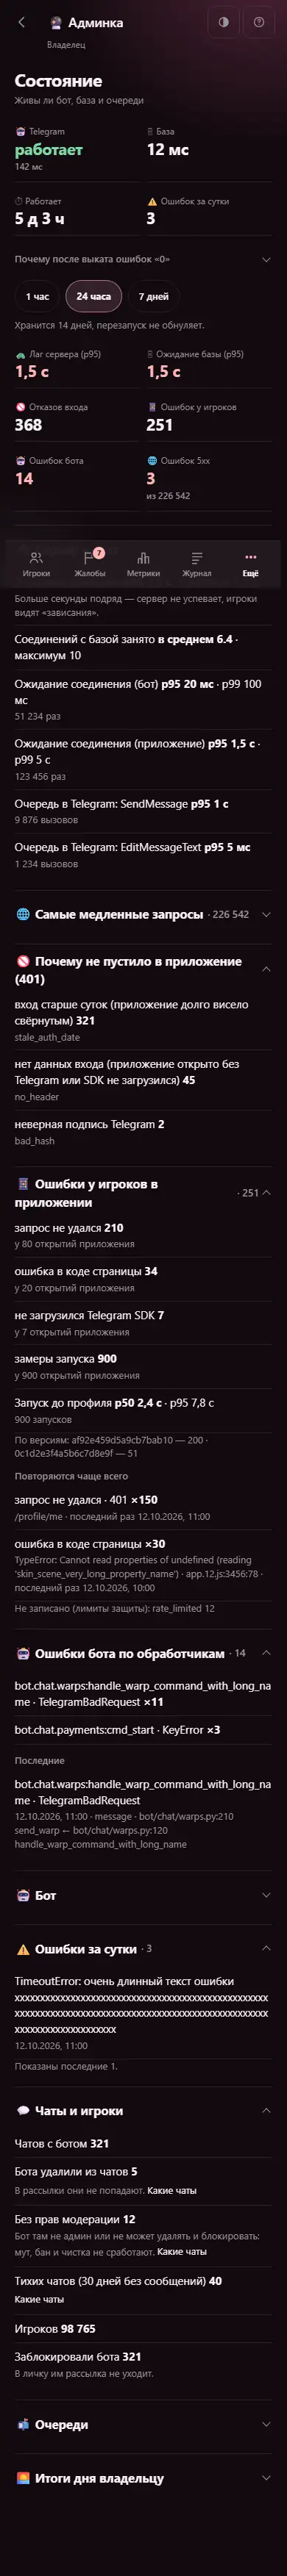 Админка
Владелец
Состояние
Живы ли бот, база и очереди
Telegram
База
работает
12 мс
142 мс
Работает
Ошибок за сутки
5 д 3 ч
3
Почему после выката ошибок «0»
1 час
24 часа
7 дней
Хранится 14 дней, перезапуск не обнуляет.
Лаг сервера (p95)
Ожидание базы (p95)
1,5 с
1,5 с
Отказов входа
Ошибок у игроков
368
251
Ошибок бота
Ошибок 5xx
14
3
из 226 542
7
Игроки
Жалобы
Метрики
Журнал
Ещё
Больше секунды подряд — сервер не успевает, игроки
видят «зависания».
Соединений с базой занято в среднем 6.4 ·
максимум 10
Ожидание соединения (бот) p95 20 мс · p99 100
мс
51 234 раз
Ожидание соединения (приложение) p95 1,5 с ·
p99 5 с
123 456 раз
Очередь в Telegram: SendMessage p95 1 с
9 876 вызовов
Очередь в Telegram: EditMessageText p95 5 мс
1 234 вызовов
Самые медленные запросы · 226 542
Почему не пустило в приложение
(401)
вход старше суток (приложение долго висело
свёрнутым) 321
stale_auth_date
нет данных входа (приложение открыто без
Telegram или SDK не загрузился) 45
no_header
неверная подпись Telegram 2
bad_hash
Ошибки у игроков в
приложении
· 251
запрос не удался 210
у 80 открытий приложения
ошибка в коде страницы 34
у 20 открытий приложения
не загрузился Telegram SDK 7
у 7 открытий приложения
замеры запуска 900
у 900 открытий приложения
Запуск до профиля p50 2,4 с · p95 7,8 с
900 запусков
По версиям: af92e459d5a9cb7bab10 — 200 ·
0c1d2e3f4a5b6c7d8e9f — 51
Повторяются чаще всего
запрос не удался · 401 ×150
/profile/me · последний раз 12.10.2026, 11:00
ошибка в коде страницы ×30
TypeError: Cannot read properties of undefined (reading
'skin_scene_very_long_property_name') · app.12.js:3456:78 ·
последний раз 12.10.2026, 10:00
Не записано (лимиты защиты): rate_limited 12
Ошибки бота по обработчикам · 14
bot.chat.warps:handle_warp_command_with_long_na
me · TelegramBadRequest ×11
bot.chat.payments:cmd_start · KeyError ×3
Последние
bot.chat.warps:handle_warp_command_with_long_na
me · TelegramBadRequest
12.10.2026, 11:00 · message · bot/chat/warps.py:210
send_warp ← bot/chat/warps.py:120
handle_warp_command_with_long_name
Бот
Ошибки за сутки · 3
TimeoutError: очень длинный текст ошибки
xxxxxxxxxxxxxxxxxxxxxxxxxxxxxxxxxxxxxxxxxxxxxxxxxx
xxxxxxxxxxxxxxxxxxxxxxxxxxxxxxxxxxxxxxxxxxxxxxxxxx
xxxxxxxxxxxxxxxxxxxx
12.10.2026, 11:00
Показаны последние 1.
Чаты и игроки
Чатов с ботом 321
Бота удалили из чатов 5
В рассылки они не попадают. Какие чаты
Без прав модерации 12
Бот там не админ или не может удалять и блокировать:
мут, бан и чистка не сработают. Какие чаты
Тихих чатов (30 дней без сообщений) 40
Какие чаты
Игроков 98 765
Заблокировали бота 321
В личку им рассылка не уходит.
Очереди
Итоги дня владельцу